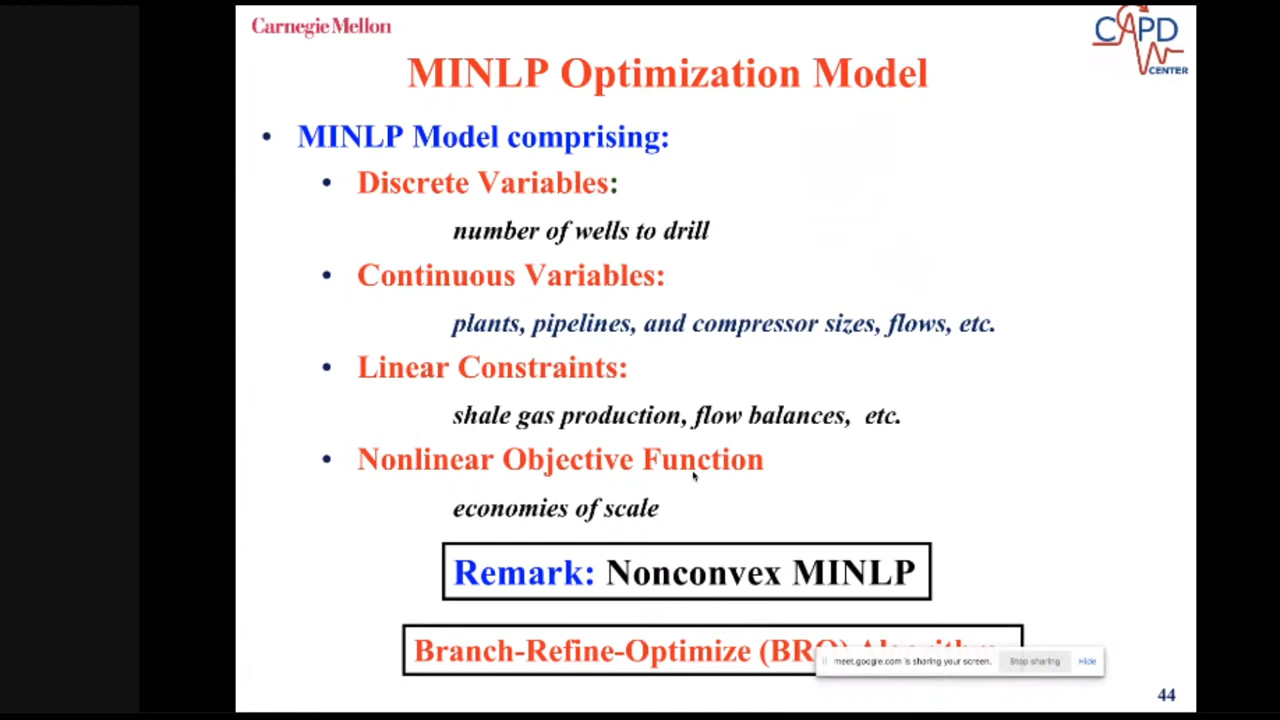 Carnegie Mellon
CAPD
CENTER
MINLP Optimization Model
• MINLP Model comprising:
• Discrete Variables:
number of wells to drill
• Continuous Variables:
plants, pipelines, and compressor sizes, flows, etc.
• Linear Constraints:
shale gas production, flow balances, etc.
• Nonlinear Objective Function
economies of scale
Remark: Nonconvex MINLP
Branch-Refine-Optimize (BRO)
meet.google.com is sharing your screen. Stop sharing Hide
44